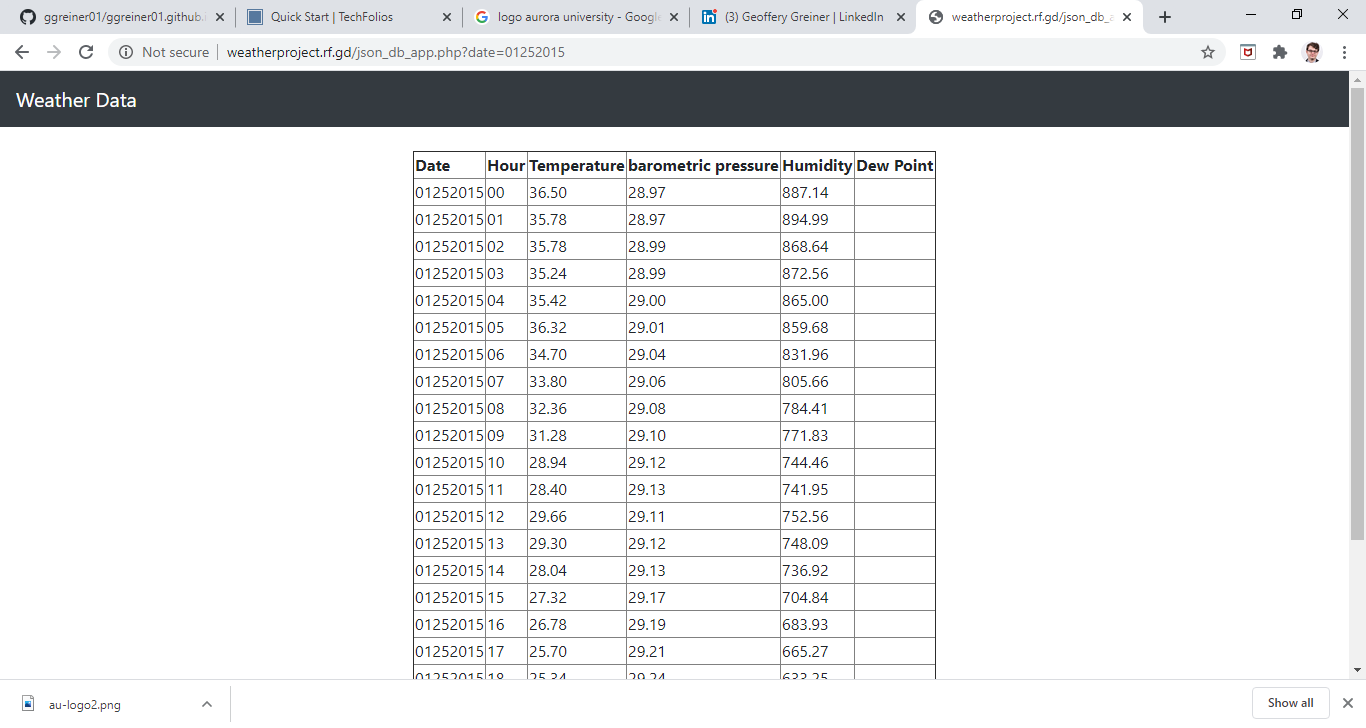 ggreiner01/ggreiner01.github.i
Quick Start | TechFolios
logo aurora university - Google
(3) Geoffery Greiner | LinkedIn
weatherproject.rf.gd/json_db_a
Not secure | weatherproject.rf.gd/json_db_app.php?date=01252015
Weather Data
Date Hour Temperature barometric pressure Humidity Dew Point
01252015 00 36.50 28.97 887.14
01252015 01 35.78 28.97 894.99
01252015 02 35.78 28.99 868.64
01252015 03 35.24 28.99 872.56
01252015 04 35.42 29.00 865.00
01252015 05 36.32 29.01 859.68
01252015 06 34.70 29.04 831.96
01252015 07 33.80 29.06 805.66
01252015 08 32.36 29.08 784.41
01252015 09 31.28 29.10 771.83
01252015 10 28.94 29.12 744.46
01252015 11 28.40 29.13 741.95
01252015 12 29.66 29.11 752.56
01252015 13 29.30 29.12 748.09
01252015 14 28.04 29.13 736.92
01252015 15 27.32 29.17 704.84
01252015 16 26.78 29.19 683.93
01252015 17 25.70 29.21 665.27
01252015 18 25.34 29.24 633.25
au-logo2.png
Show all